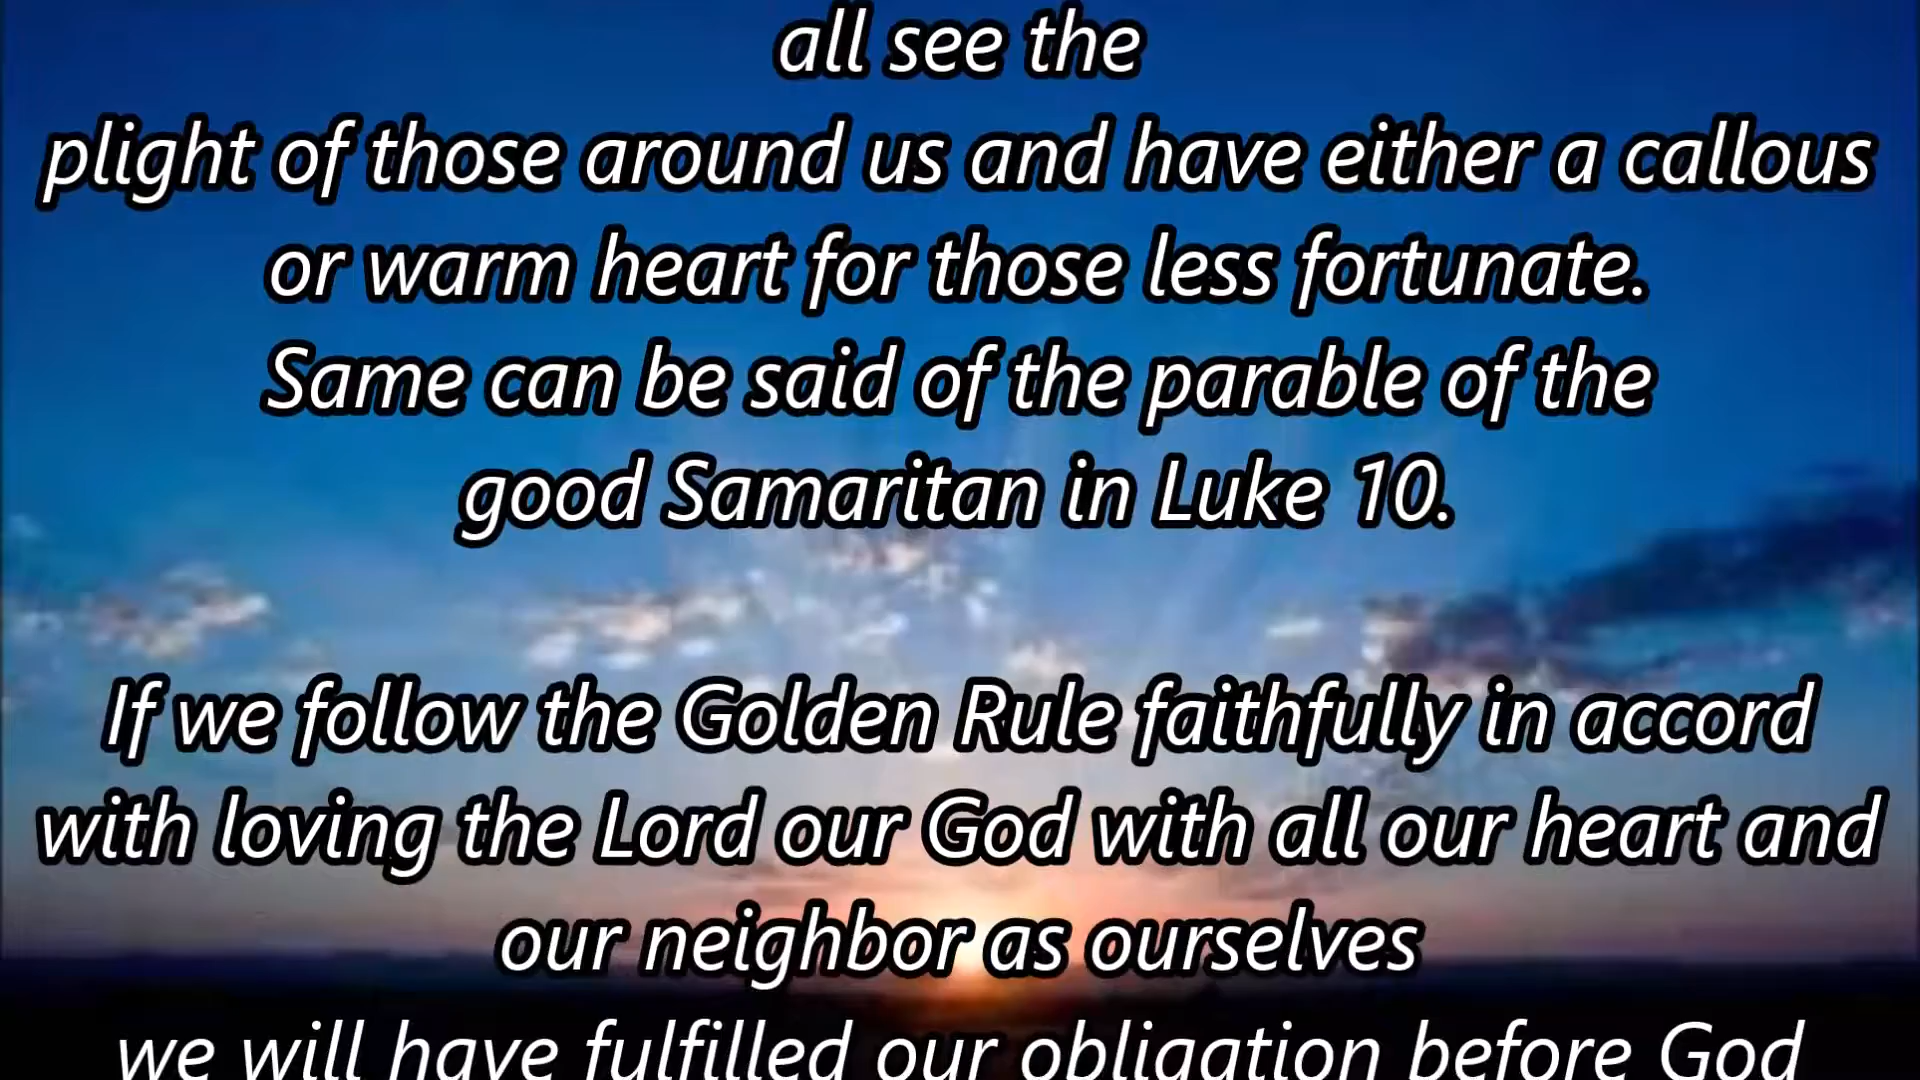 all see the
plight of those around us and have either a callous
or warm heart for those less fortunate.
Same can be said of the parable of the
good Samaritan in Luke 10.
If we follow the Golden Rule faithfully in accord
with loving the Lord our God with all our heart and
our neighbor as ourselves
we will have fulfilled our obligation before God